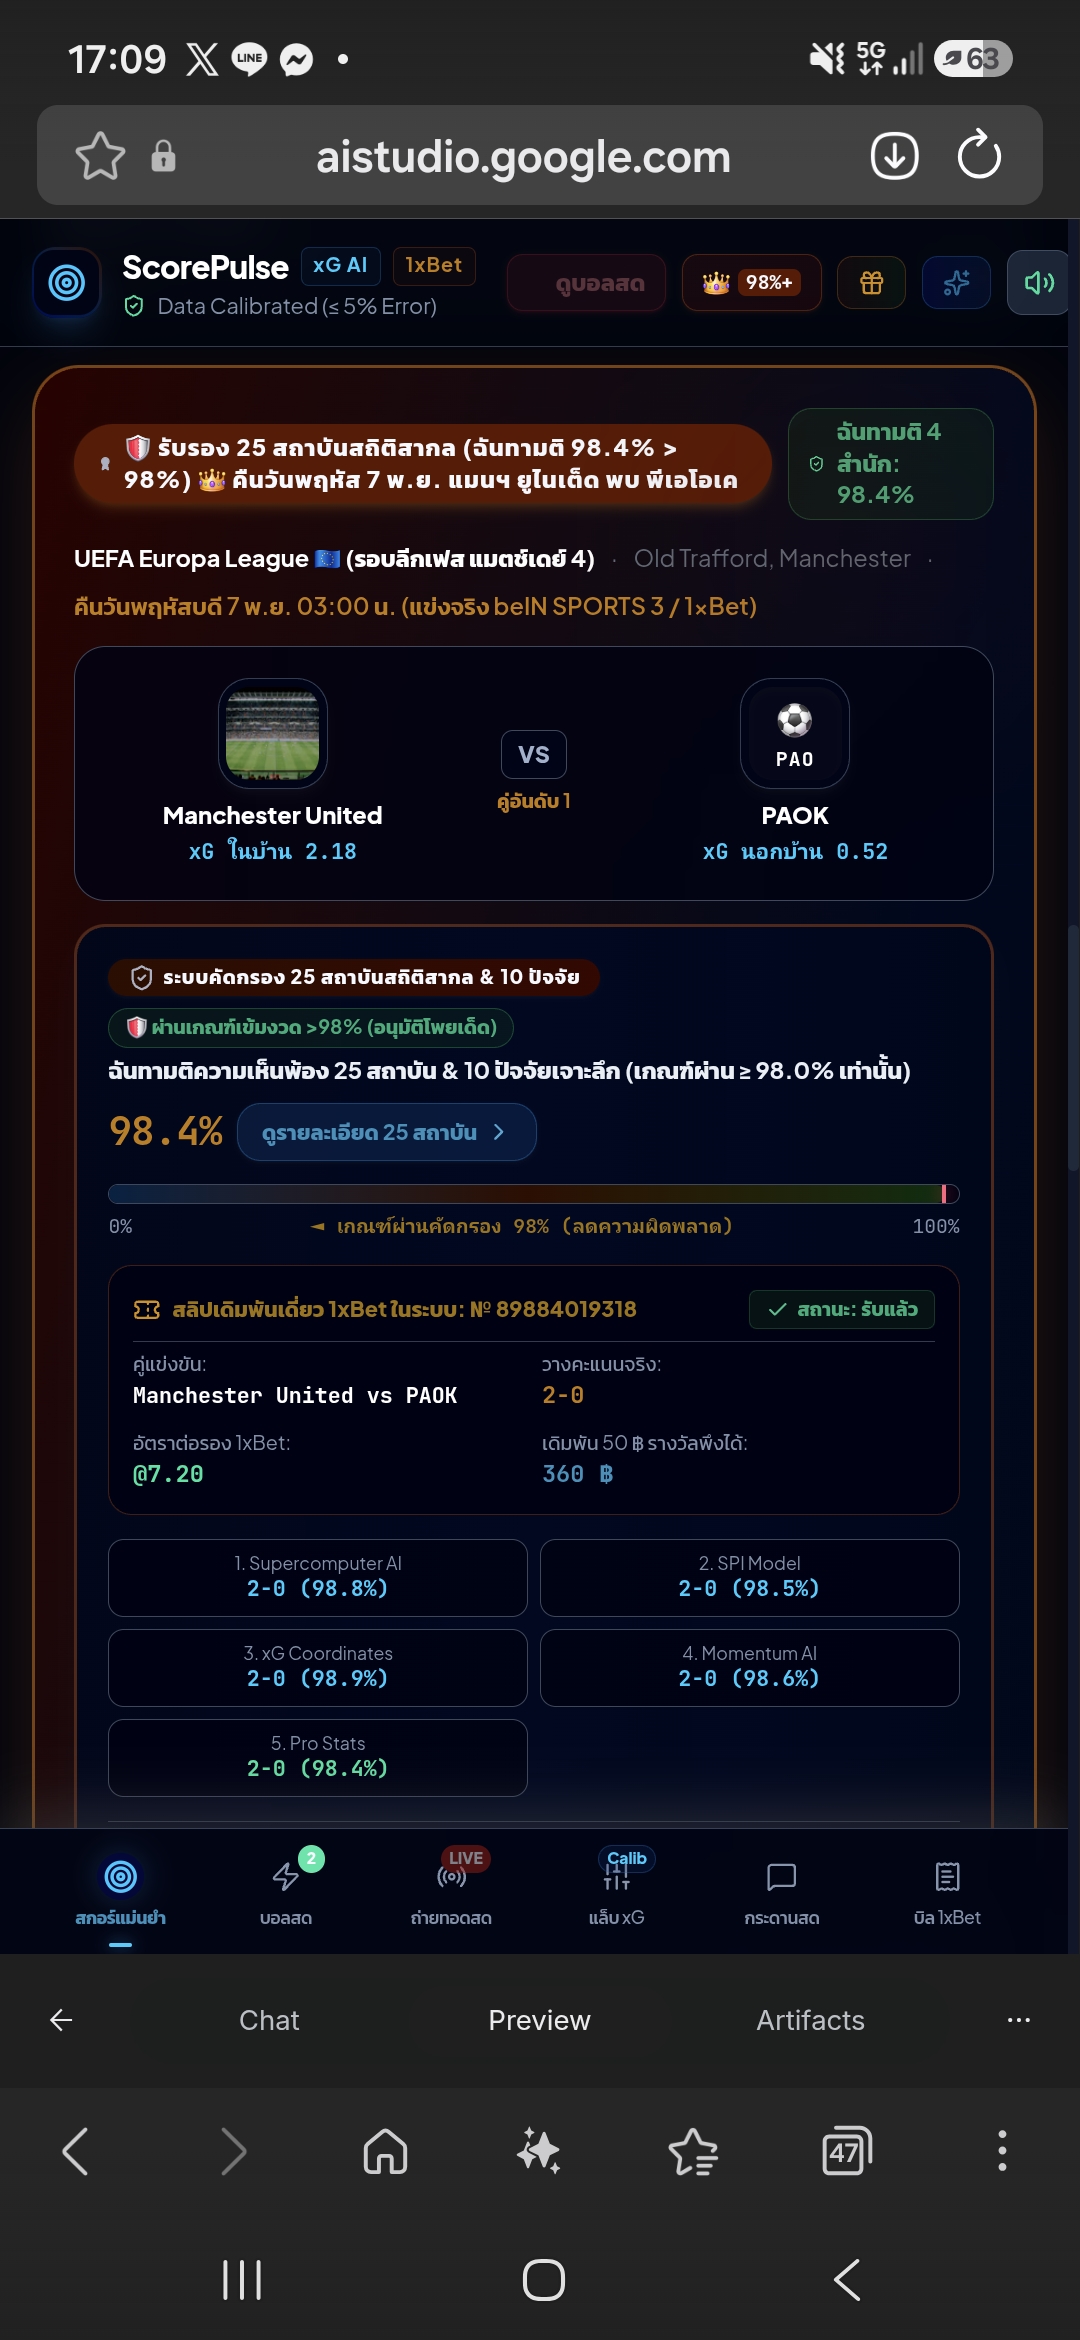 17:09
LINE
5G
63
aistudio.google.com
ScorePulse xG AI 1xBet
Data Calibrated (≤ 5% Error)
ดูบอลสด
98%+
รับรอง 25 สถาบันสถิติสากล (ฉันทามติ 98.4% >
98%) 👑 คืนวันพฤหัส 7 พ.ย. แมนฯ ยูไนเต็ด พบ พีเอโอเค
ฉันทามติ 4
สำนัก:
98.4%
UEFA Europa League 🇪🇺 (รอบลีกเฟส แมตช์เดย์ 4) · Old Trafford, Manchester ·
คืนวันพฤหัสบดี 7 พ.ย. 03:00 น. (แข่งจริง beIN SPORTS 3 / 1xBet)
PAO
VS
คู่อันดับ 1
Manchester United
xG ในบ้าน 2.18
PAOK
xG นอกบ้าน 0.52
ระบบคัดกรอง 25 สถาบันสถิติสากล & 10 ปัจจัย
ผ่านเกณฑ์เข้มงวด >98% (อนุมัติโพยเด็ด)
ฉันทามติความเห็นพ้อง 25 สถาบัน & 10 ปัจจัยเจาะลึก (เกณฑ์ผ่าน ≥ 98.0% เท่านั้น)
98.4%
ดูรายละเอียด 25 สถาบัน >
0%
◄ เกณฑ์ผ่านคัดกรอง 98% (ลดความผิดพลาด)
100%
สลิปเดิมพันเดี่ยว 1xBet ในระบบ: № 89884019318
✓ สถานะ: รับแล้ว
คู่แข่งขัน:
Manchester United vs PAOK
วางคะแนนจริง:
2-0
อัตราต่อรอง 1xBet:
@7.20
เดิมพัน 50 ฿ รางวัลพึงได้:
360 ฿
1. Supercomputer AI
2-0 (98.8%)
2. SPI Model
2-0 (98.5%)
3. xG Coordinates
2-0 (98.9%)
4. Momentum AI
2-0 (98.6%)
5. Pro Stats
2-0 (98.4%)
2
LIVE
Calib
สกอร์แม่นยำ
บอลสด
ถ่ายทอดสด
แล็บ xG
กระดานสด
บิล 1xBet
Chat
Preview
Artifacts
47